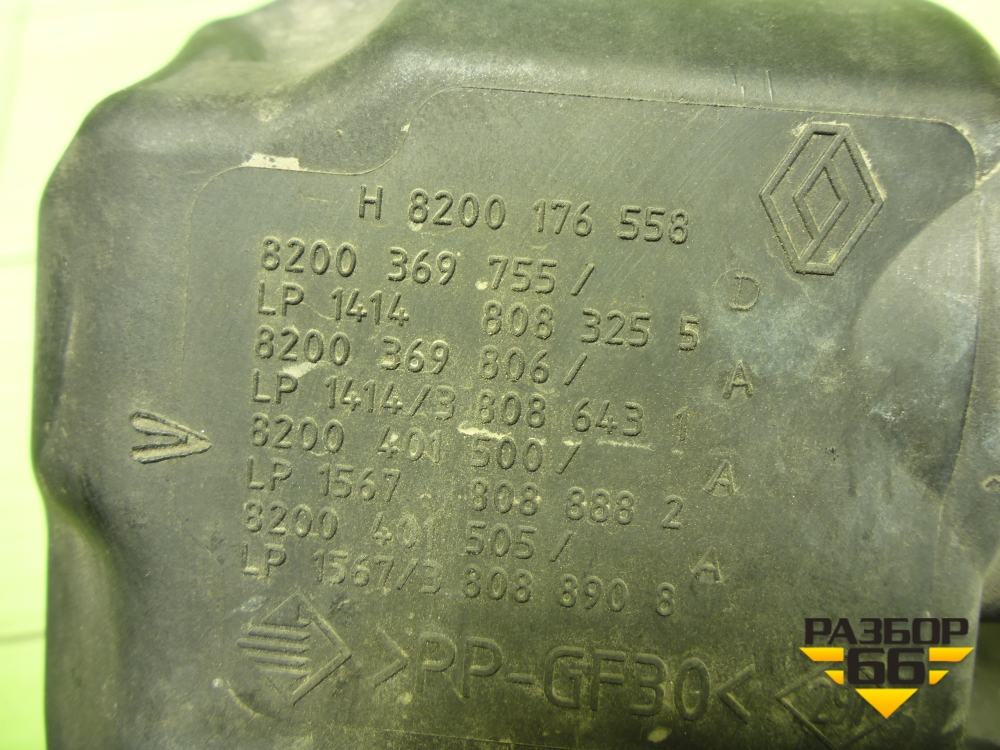 H 8200 176 558
8200 369 755/ D
LP 1414 808 325 5
8200 369 806/ A
LP 1414/3 808 643 1
8200 401 500/ A
LP 1567 808 888 2
8200 401 505/ A
LP 1567/3 808 890 8
>PP-GF30<
РАЗБОР
66